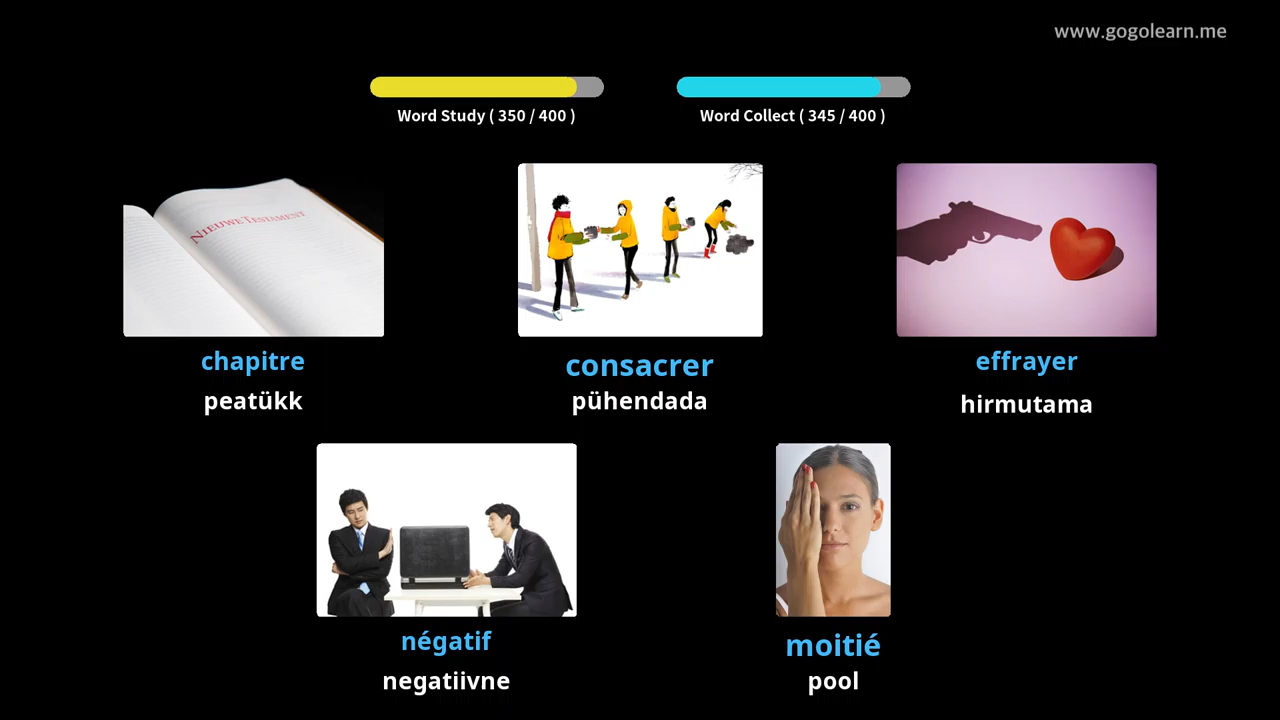 www.gogolearn.me
Word Study ( 350 / 400 )
Word Collect ( 345 / 400 )
NIEUWE TESTAMENT
chapitre
peatükk
consacrer
pühendada
effrayer
hirmutama
négatif
negatiivne
moitié
pool